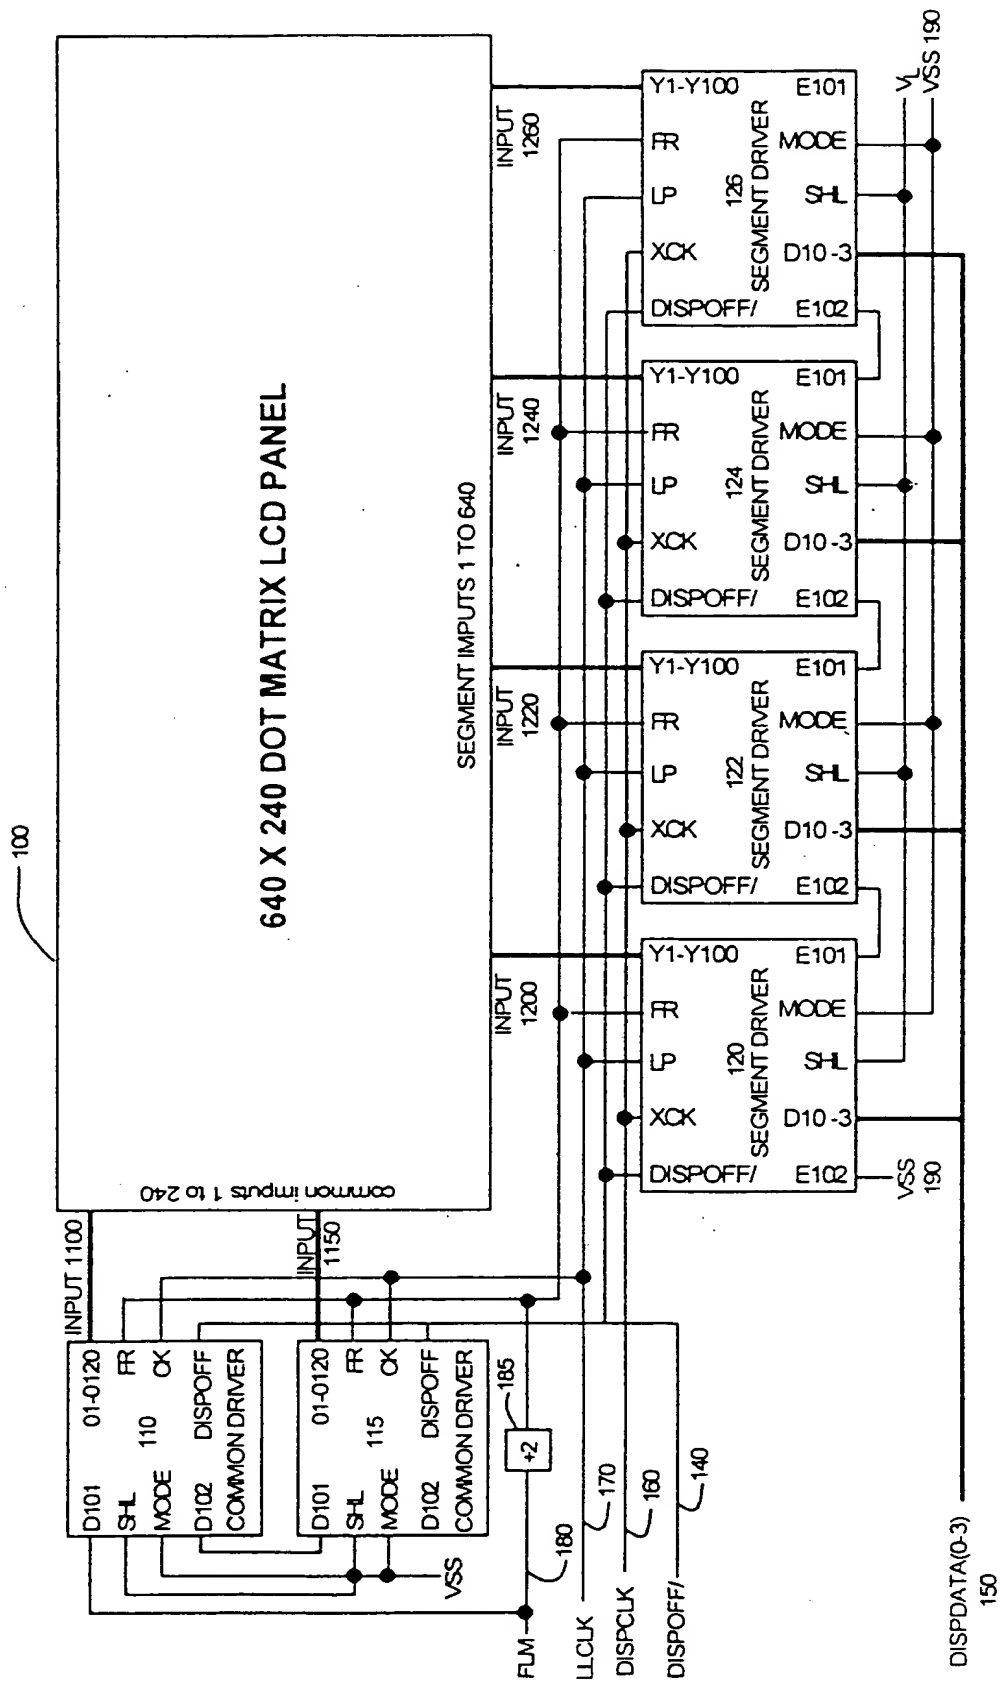 100
640 X 240 DOT MATRIX LCD PANEL
common imputs 1 to 240
SEGMENT IMPUTS 1 TO 640
INPUT 1100
INPUT
1150
INPUT
1200
INPUT
1220
INPUT
1240
INPUT
1260
D101
01-0120
SHL
FR
MODE
110
CK
D102
DISPOFF
COMMON DRIVER
D101
01-0120
SHL
FR
MODE
115
CK
D102
DISPOFF
COMMON DRIVER
VSS
185
+2
FLM
180
LLCLK
170
DISPCLK
160
DISPOFF/
140
Y1-Y100
FR
LP
XCK
DISPOFF/
120
SEGMENT DRIVER
E101
MODE
SHL
D10-3
E102
VSS
190
Y1-Y100
FR
LP
XCK
DISPOFF/
122
SEGMENT DRIVER
E101
MODE
SHL
D10-3
E102
Y1-Y100
FR
LP
XCK
DISPOFF/
124
SEGMENT DRIVER
E101
MODE
SHL
D10-3
E102
Y1-Y100
FR
LP
XCK
DISPOFF/
126
SEGMENT DRIVER
E101
MODE
SHL
D10-3
E102
VL
VSS 190
DISPDATA(0-3)
150